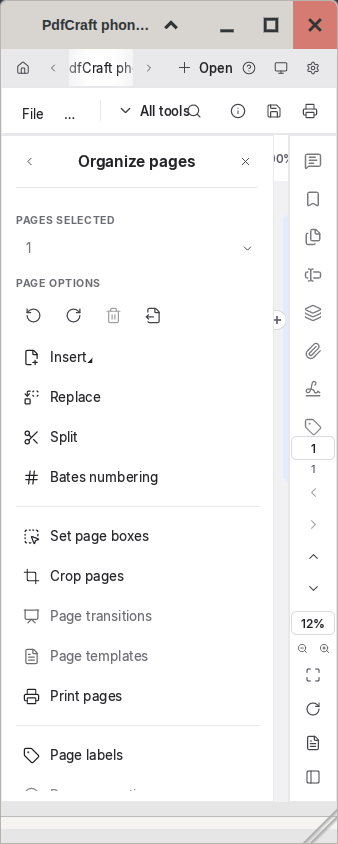 PdfCraft phon...
dfCraft ph
Open
File
...
All tools
Organize pages
PAGES SELECTED
1
PAGE OPTIONS
Insert
Replace
Split
Bates numbering
Set page boxes
Crop pages
Page transitions
Page templates
Print pages
Page labels
1
1
12%